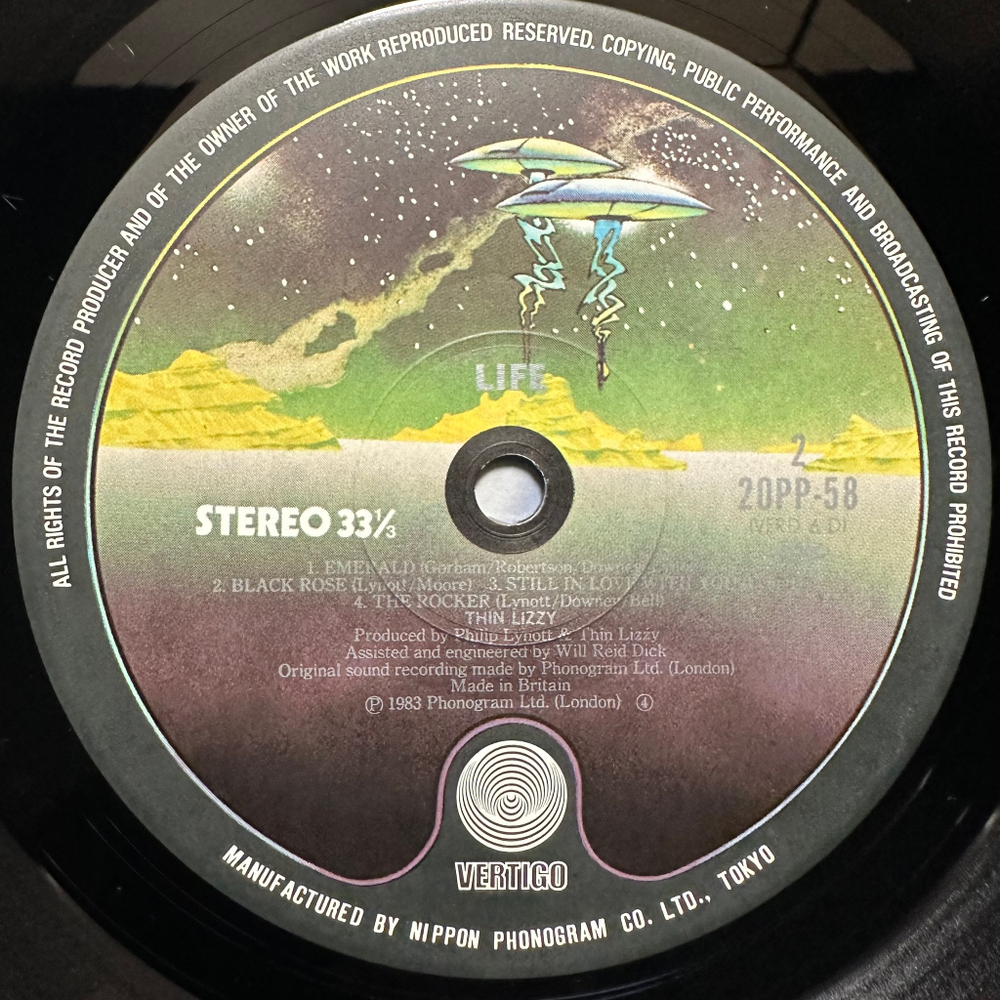 ALL RIGHTS OF THE RECORD PRODUCER AND OF THE OWNER OF THE WORK REPRODUCED RESERVED. COPYING, PUBLIC PERFORMANCE AND BROADCASTING OF THIS RECORD PROHIBITED
LIFE
2
20PP-58
STEREO 33⅓
1. EMERALD (Gorham/Robertson/Downey
2. BLACK ROSE (Lynott/Moore) 3. STILL IN LOVE WITH YOU
4. THE ROCKER (Lynott/Downey/Bell)
THIN LIZZY
Produced by Philip Lynott & Thin Lizzy
Assisted and engineered by Will Reid Dick
Original sound recording made by Phonogram Ltd. (London)
Made in Britain
Ⓟ 1983 Phonogram Ltd. (London) ④
VERTIGO
MANUFACTURED BY NIPPON PHONOGRAM CO. LTD., TOKYO